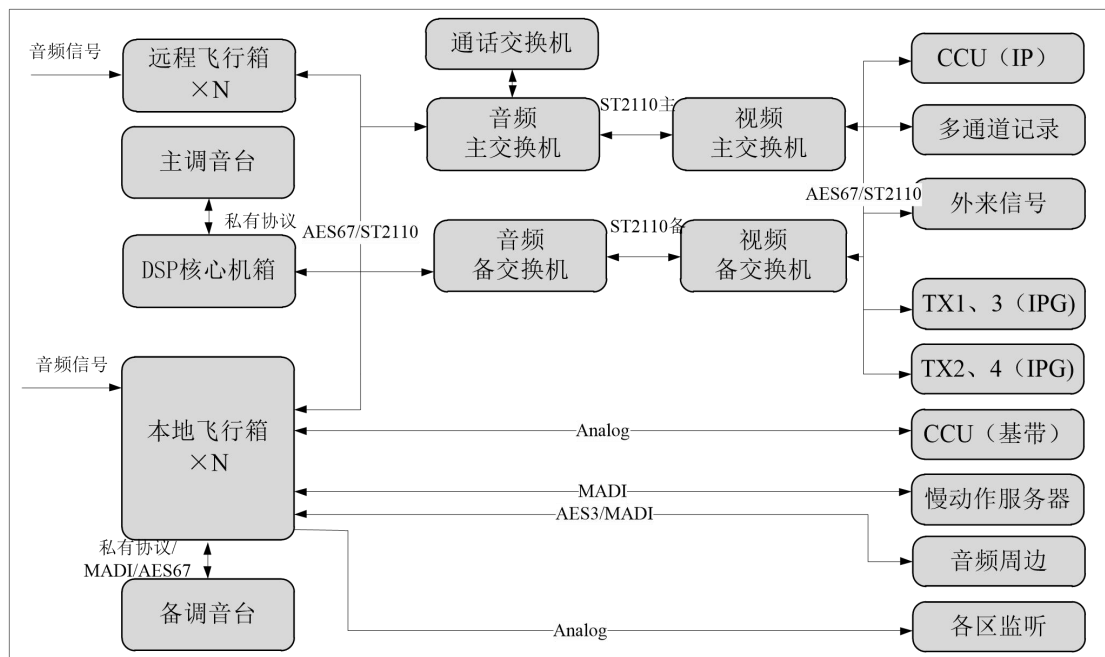 音频信号
远程飞行箱
×N
主调音台
私有协议
DSP核心机箱
AES67/ST2110
音频信号
本地飞行箱
×N
私有协议/
MADI/AES67
备调音台
通话交换机
音频
主交换机
ST2110主
视频
主交换机
音频
备交换机
ST2110备
视频
备交换机
AES67/ST2110
CCU（IP）
多通道记录
外来信号
TX1、3（IPG)
TX2、4（IPG)
Analog
CCU（基带）
MADI
慢动作服务器
AES3/MADI
音频周边
Analog
各区监听